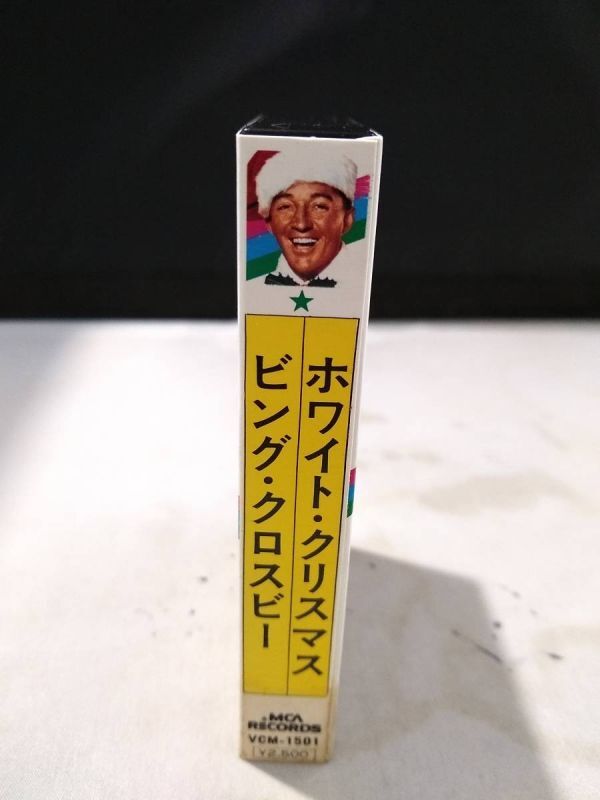 ホワイト・クリスマス
ビング・クロスビー
MCA
RECORDS
VCM-1501
[¥2,500]